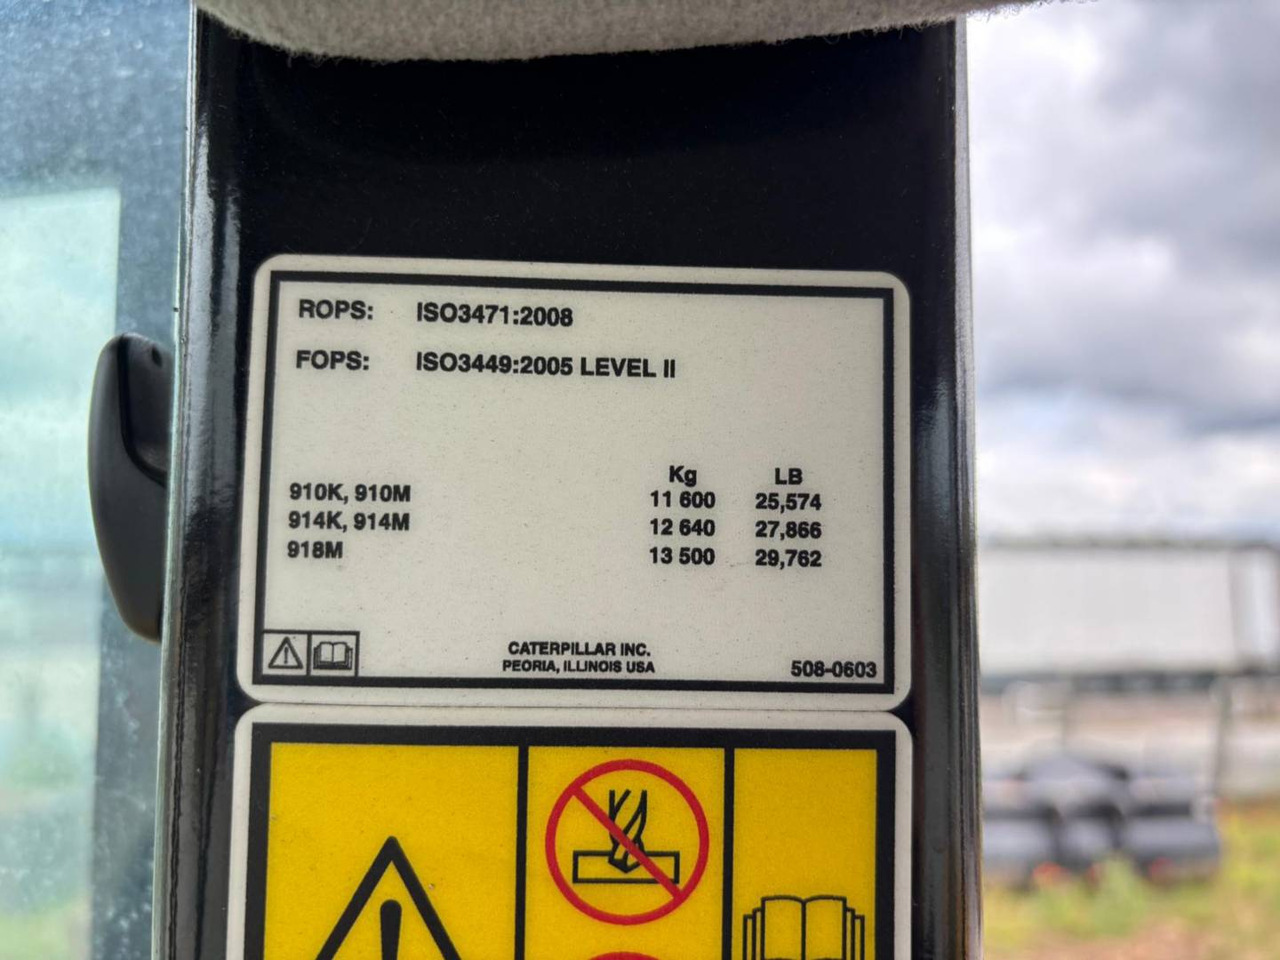 ROPS: ISO3471:2008
FOPS: ISO3449:2005 LEVEL II
Kg LB
910K, 910M 11 600 25,574
914K, 914M 12 640 27,866
918M 13 500 29,762
CATERPILLAR INC.
PEORIA, ILLINOIS USA
508-0603